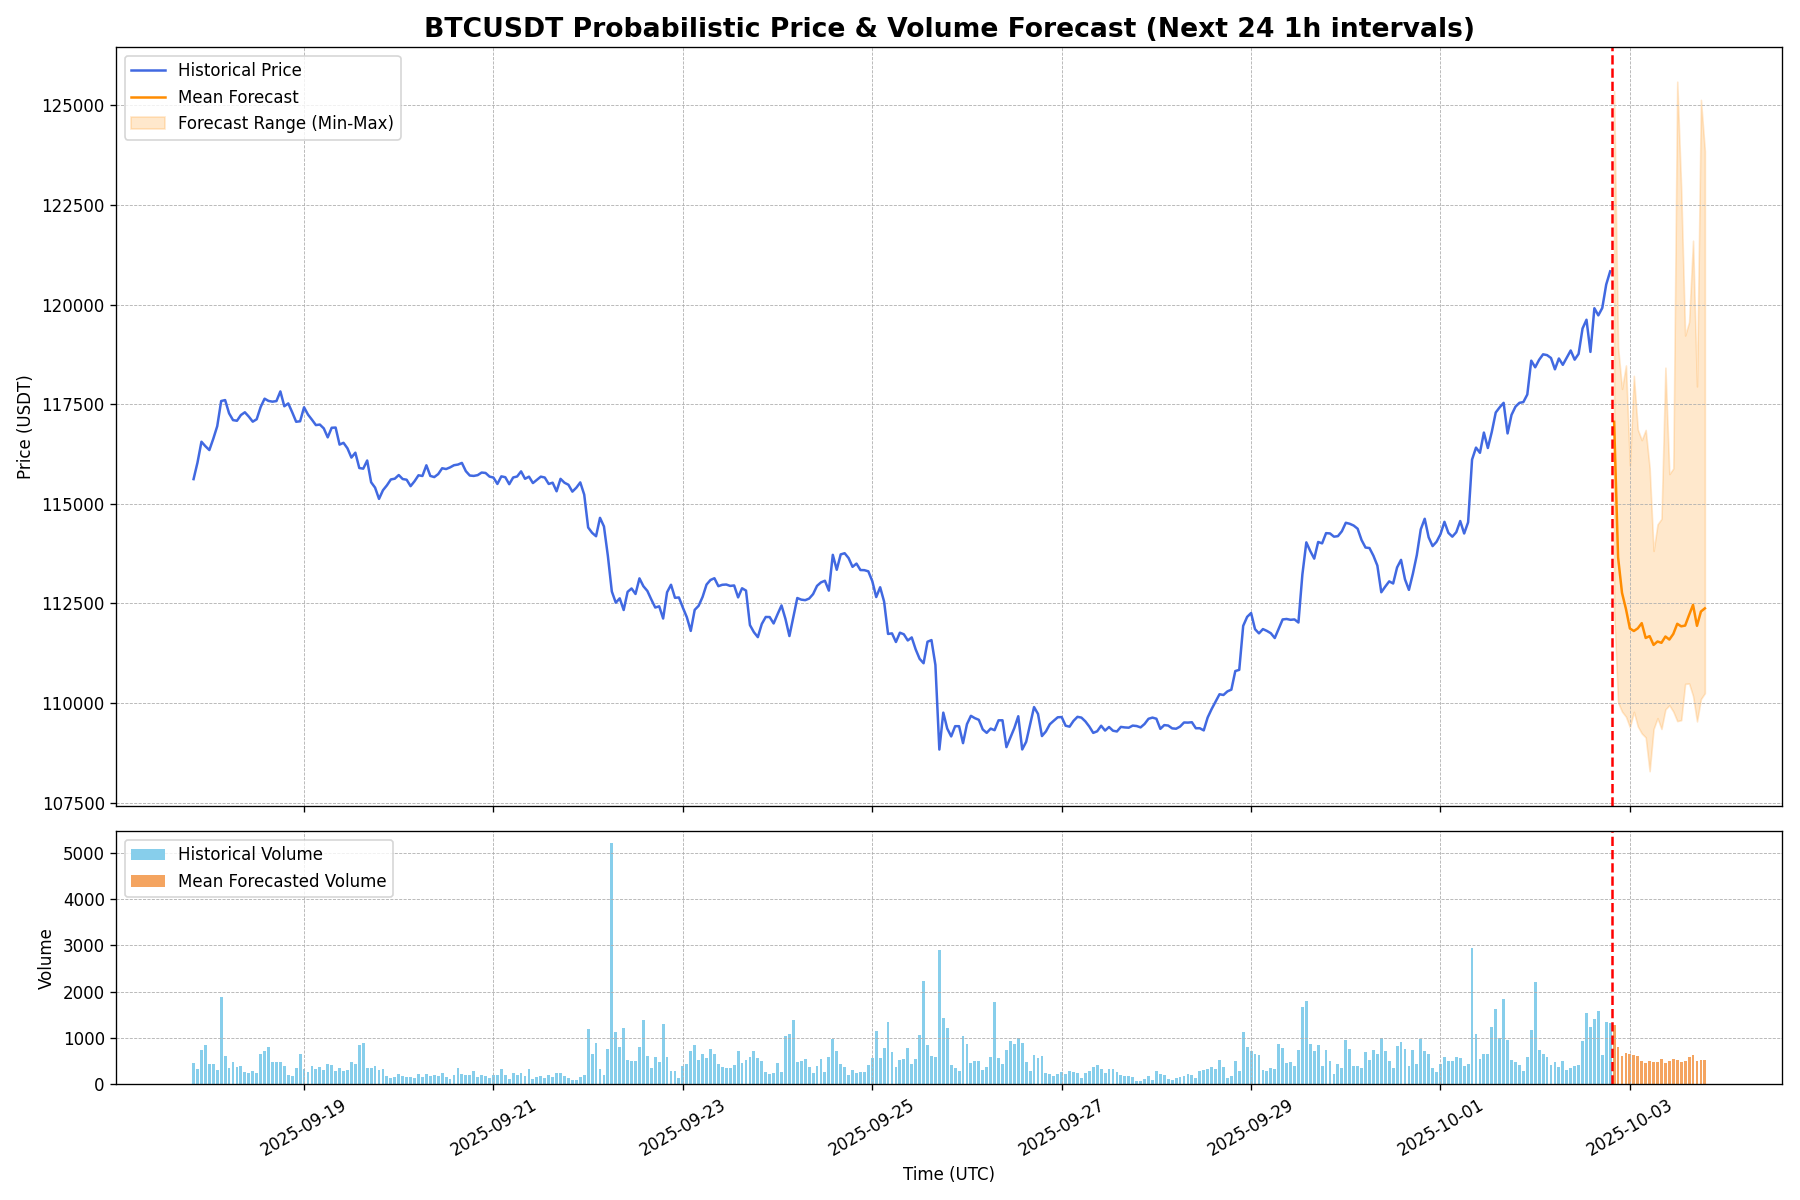 BTCUSDT Probabilistic Price & Volume Forecast (Next 24 1h intervals)
Historical Price
Mean Forecast
Forecast Range (Min-Max)
125000
122500
120000
117500
115000
112500
110000
107500
Price (USDT)
Historical Volume
Mean Forecasted Volume
5000
4000
3000
2000
1000
0
Volume
2025-09-19
2025-09-21
2025-09-23
2025-09-25
2025-09-27
2025-09-29
2025-10-01
2025-10-03
Time (UTC)